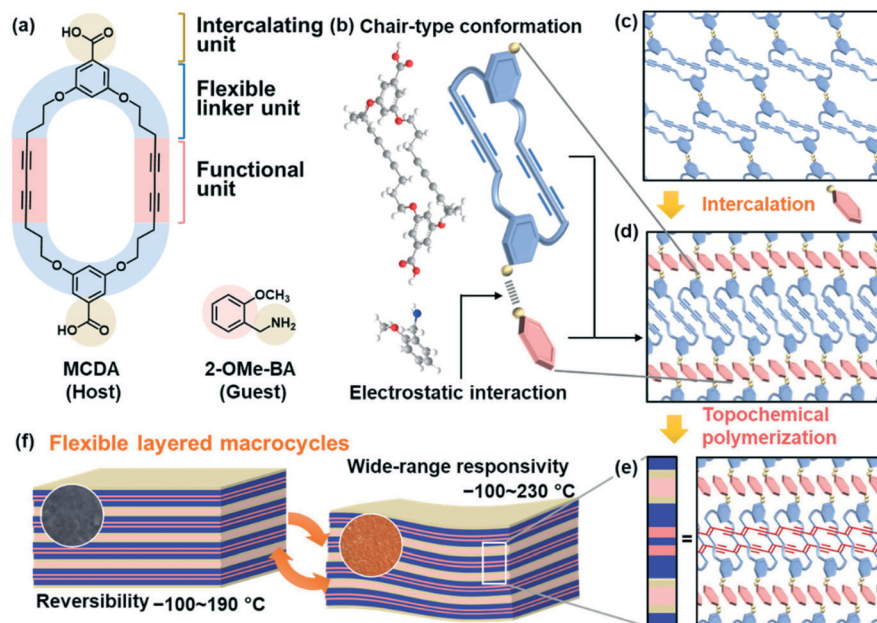 (a)
HO
O
Intercalating
unit
Flexible
linker unit
Functional
unit
O
O
O
O
HO
O
OCH3
NH2
MCDA
(Host)
2-OMe-BA
(Guest)
(b) Chair-type conformation
Electrostatic interaction
(c)
Intercalation
(d)
Topochemical
polymerization
(e)
=
(f) Flexible layered macrocycles
Wide-range responsivity
−100~230 °C
Reversibility −100~190 °C